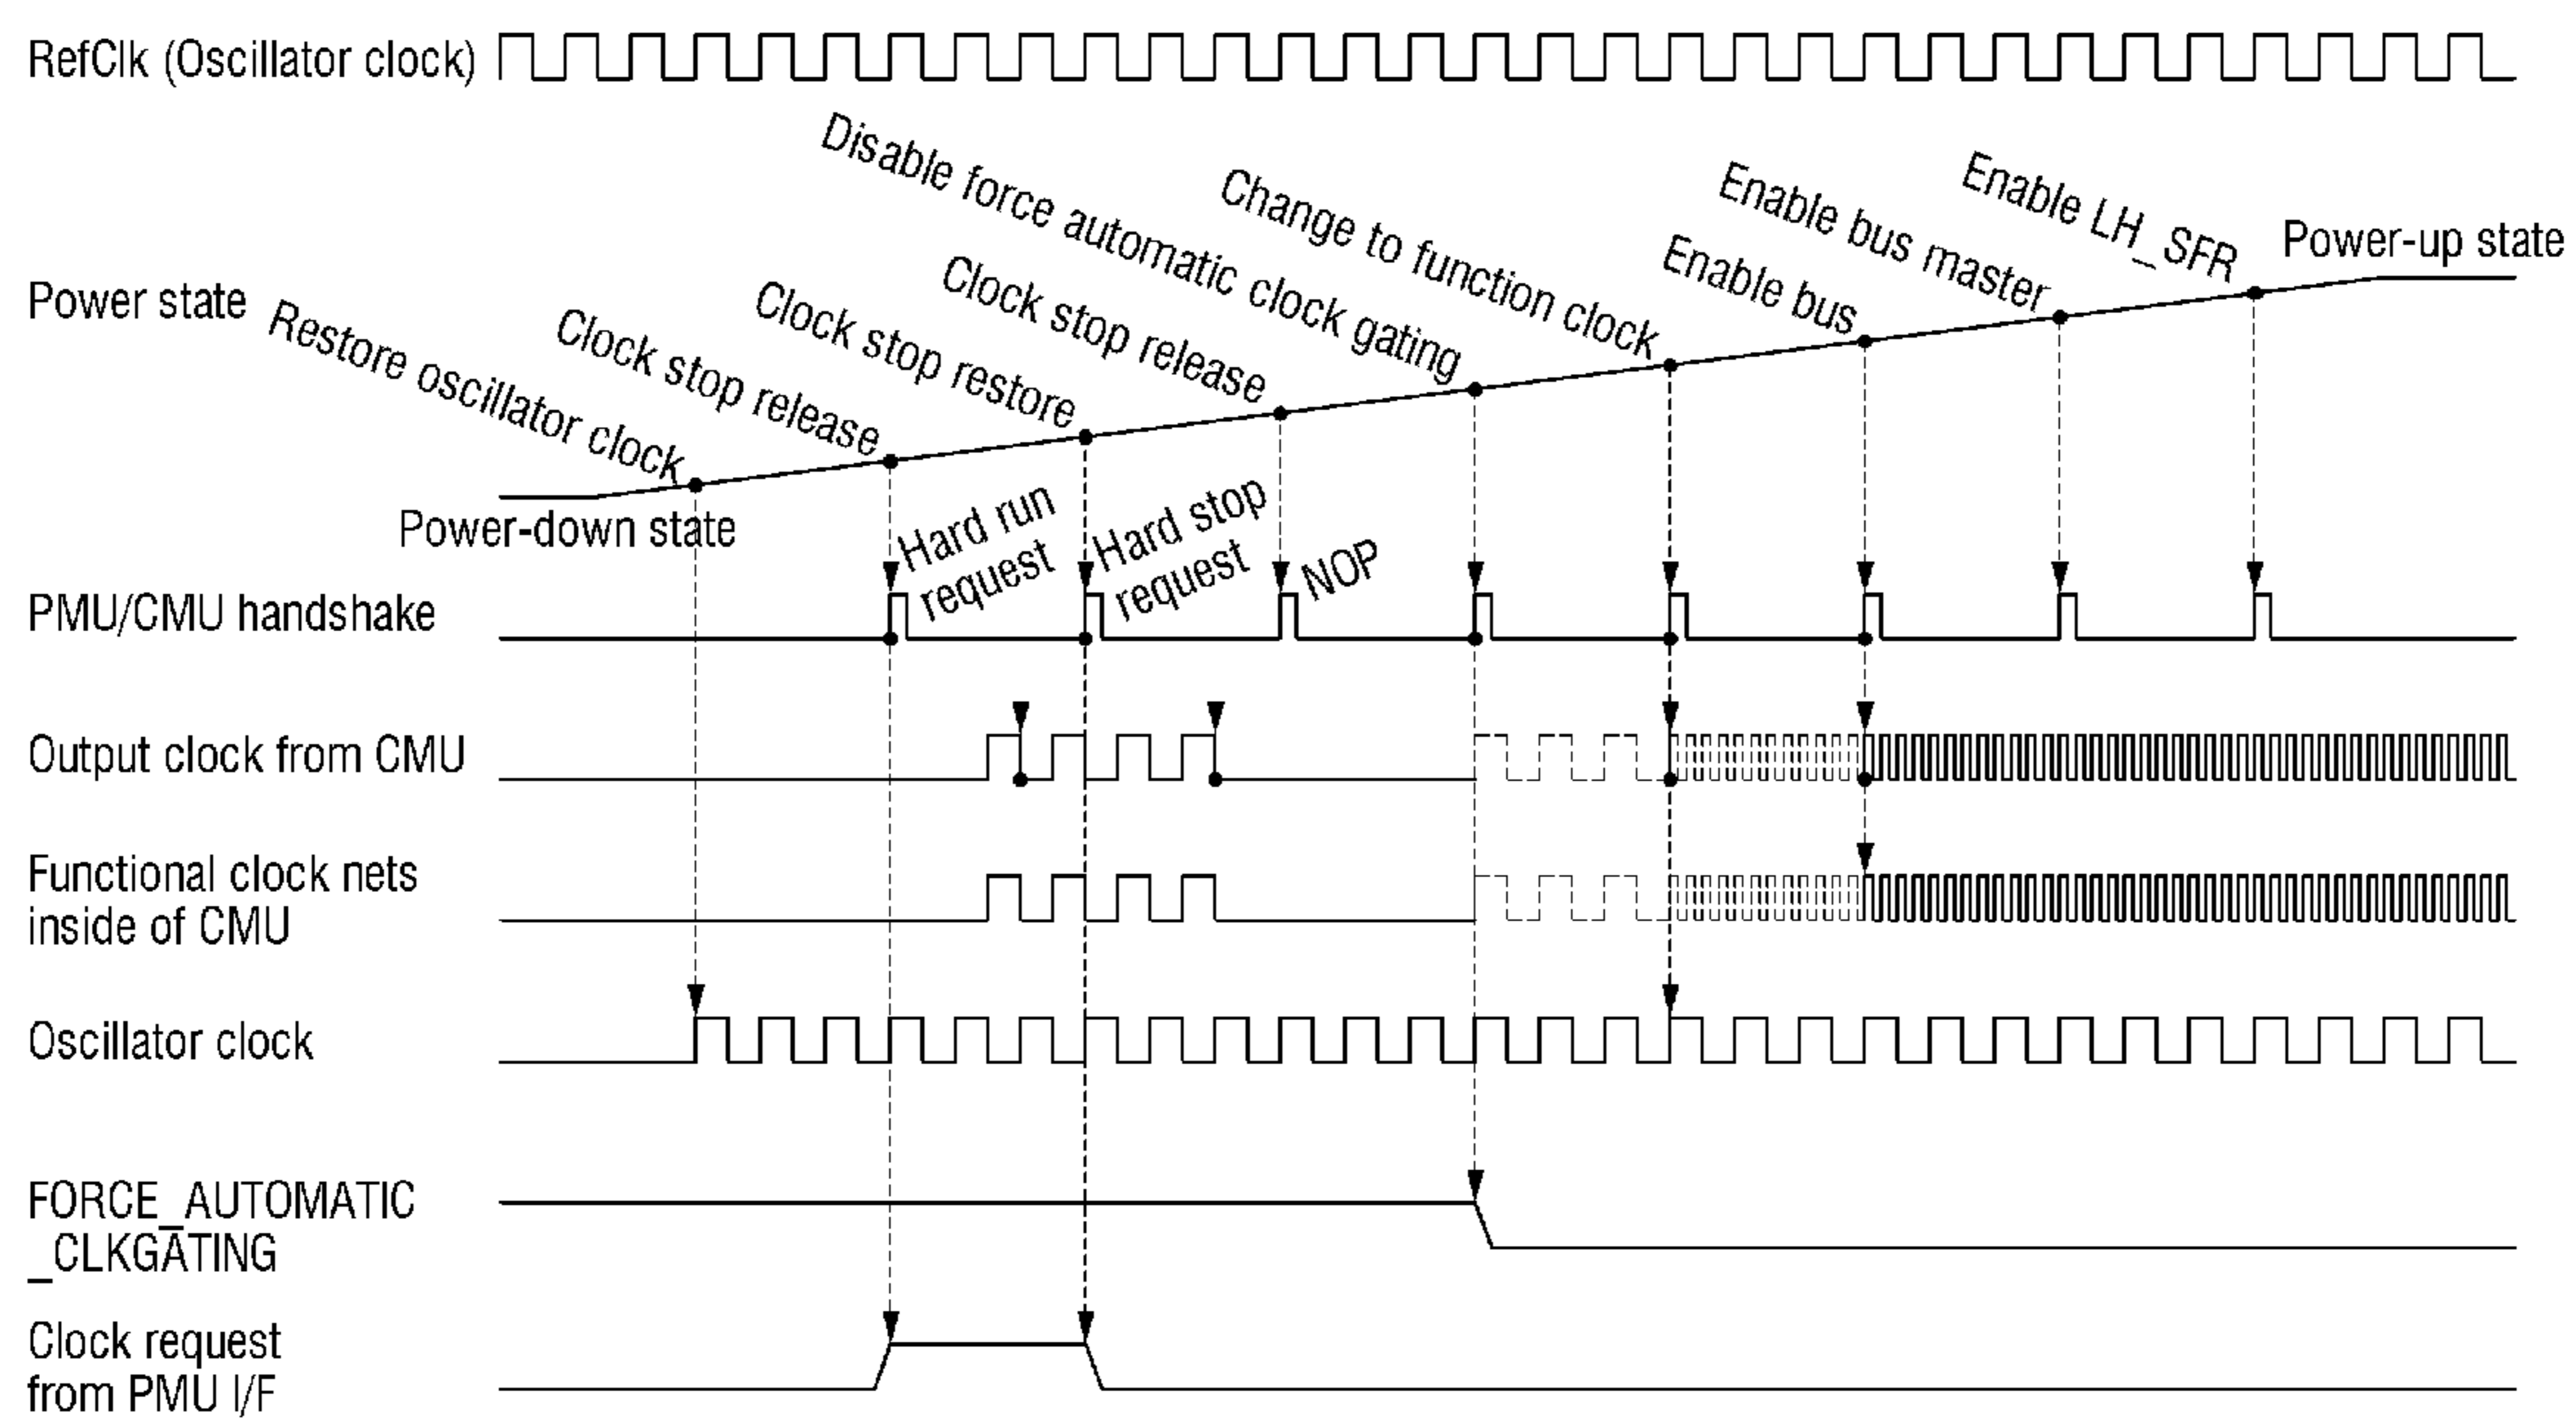 RefClk (Oscillator clock)
Power state
Restore oscillator clock
Clock stop release
Clock stop restore
Clock stop release
Disable force automatic clock gating
Change to function clock
Enable bus
Enable bus master
Enable LH_SFR
Power-up state
Power-down state
PMU/CMU handshake
Hard run
request
Hard stop
request
NOP
Output clock from CMU
Functional clock nets
inside of CMU
Oscillator clock
FORCE_AUTOMATIC
_CLKGATING
Clock request
from PMU I/F